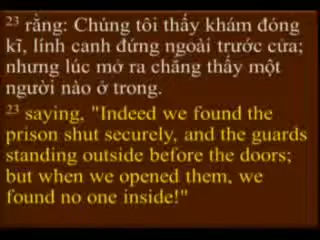 23 rằng: Chúng tôi thấy khám đóng
kĩ, lính canh đứng ngoài trước cửa;
nhưng lúc mở ra chẳng thấy một
người nào ở trong.
23 saying, "Indeed we found the
prison shut securely, and the guards
standing outside before the doors;
but when we opened them, we
found no one inside!"